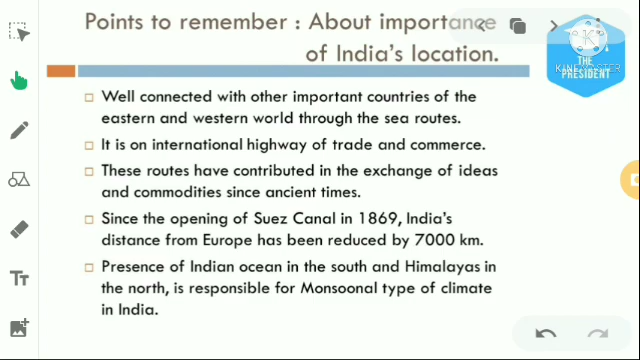 Points to remember : About importance
of India's location.
THE
PRESIDENT
KINEMASTER
Well connected with other important countries of the
eastern and western world through the sea routes.
It is on international highway of trade and commerce.
These routes have contributed in the exchange of ideas
and commodities since ancient times.
Since the opening of Suez Canal in 1869, India's
distance from Europe has been reduced by 7000 km.
Presence of Indian ocean in the south and Himalayas in
the north, is responsible for Monsoonal type of climate
in India.
TT